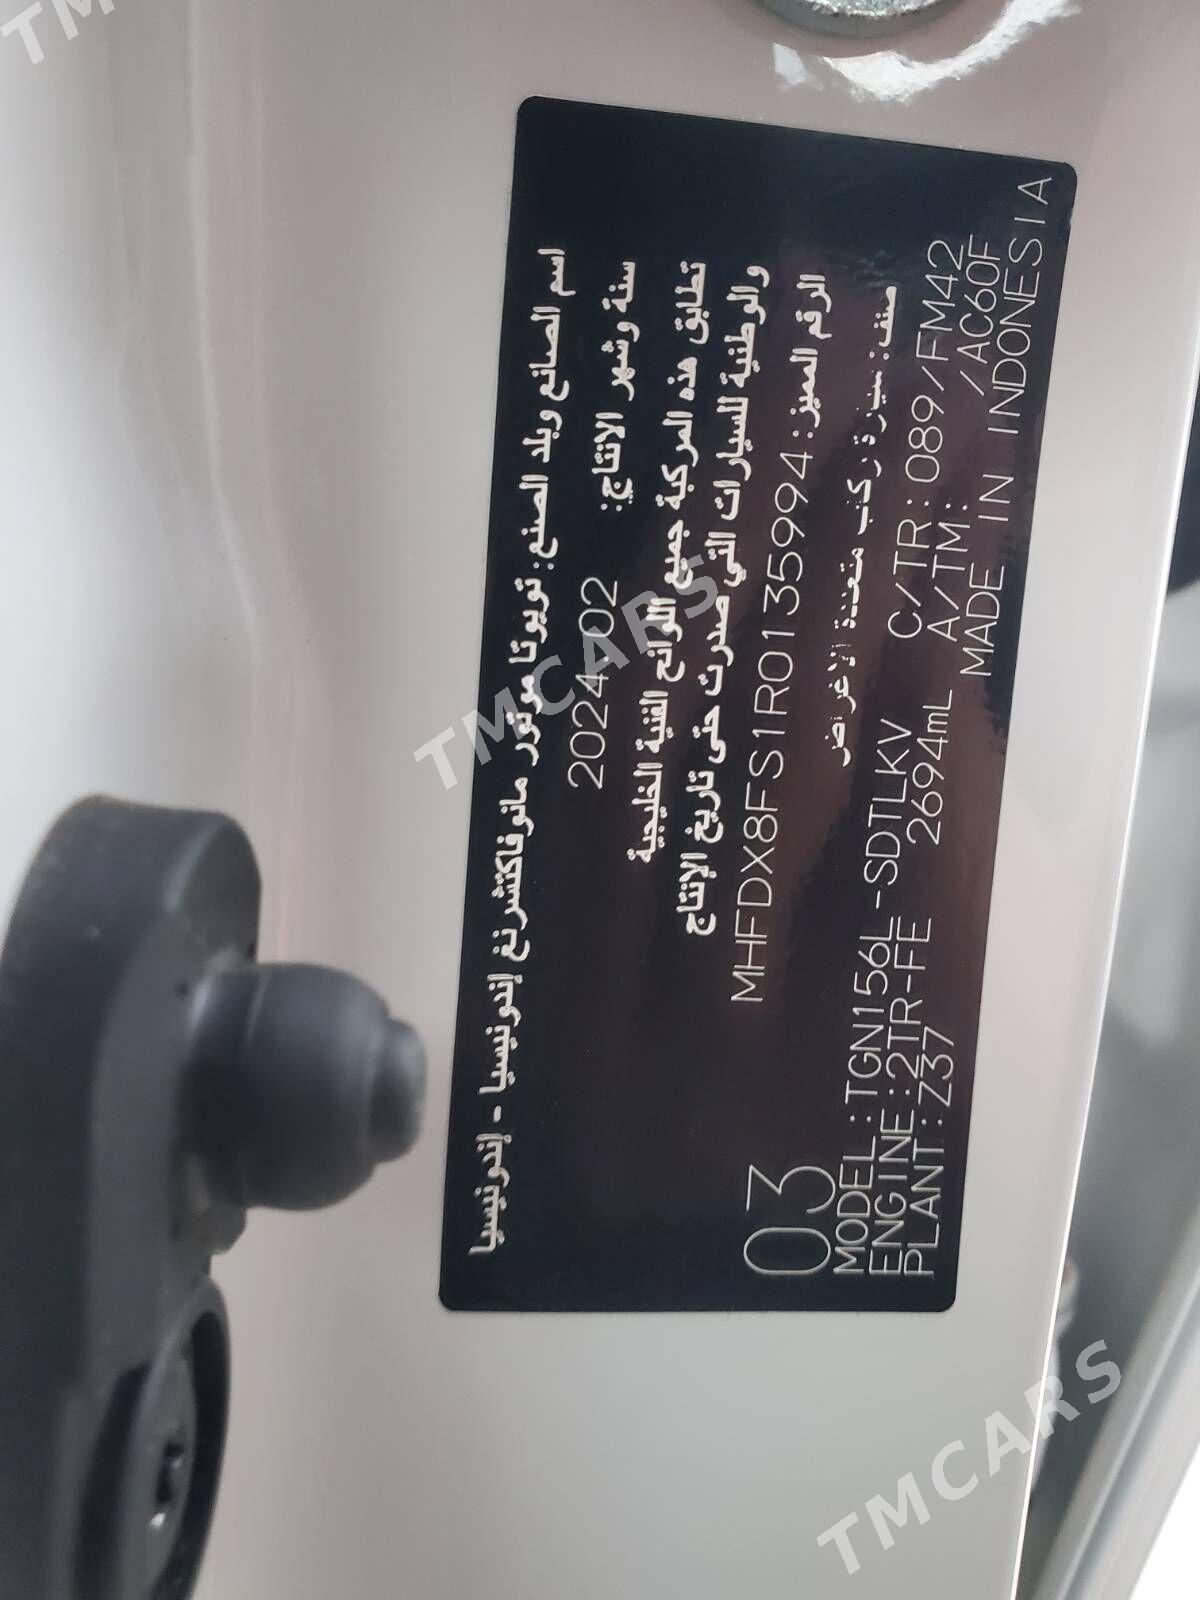 اسم الصانع وبلد الصنع: تويوتا موتور مانوفاكتشرنغ إندونيسيا - إندونيسيا
سنة وشهر الانتاج: 2024.02
تطابق هذه المركبة جميع اللوائح الفنية الخليجية
والوطنية للسيارات التي صدرت حتى تاريخ الإنتاج
الرقم المميز: MHFDX8FS1R0135994
صنف: سيارة ركاب متعددة الأغراض
03
MODEL:TGN156L-SDTLKV C/TR:089/FM42
ENGINE:2TR-FE 2694mL A/TM: /AC60F
PLANT:Z37 MADE IN INDONESIA
TMCARS
TMCARS
TMCARS